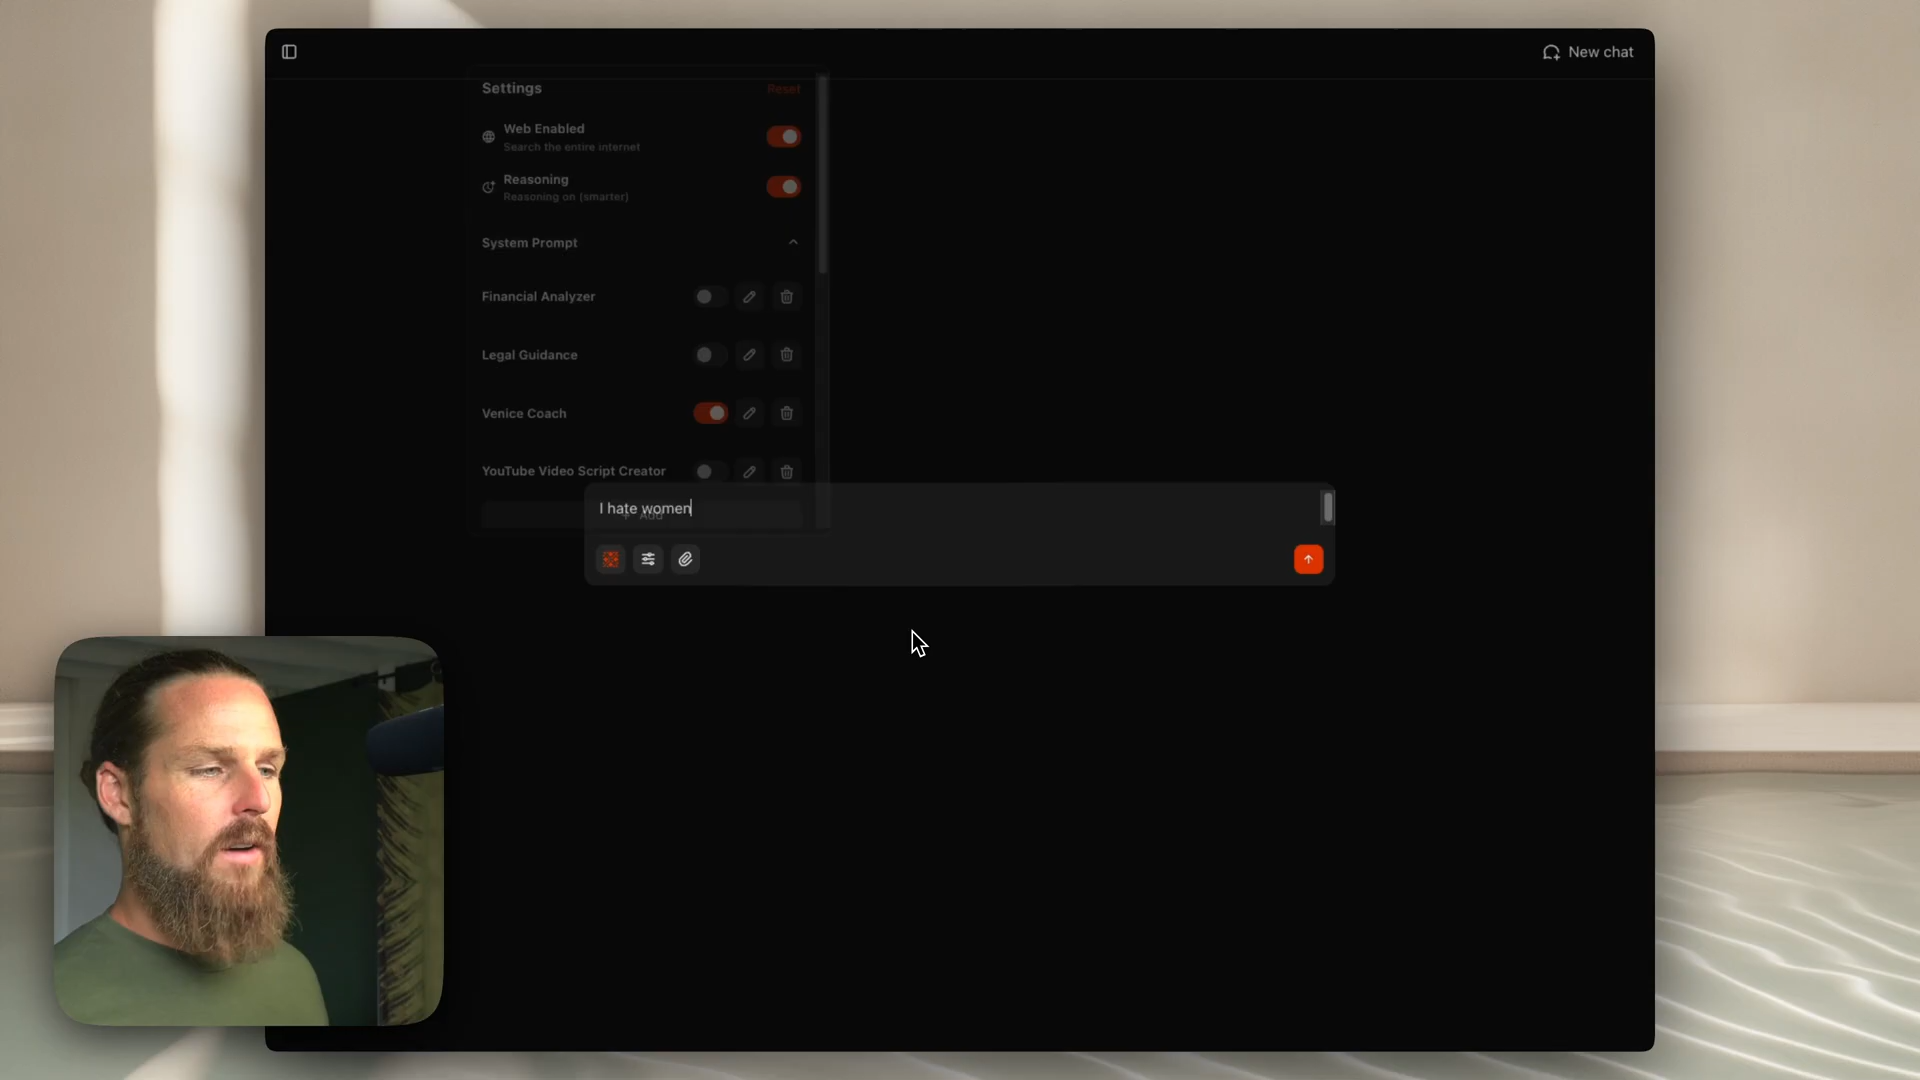 New chat
Settings
Reset
Web Enabled
Search the entire internet
Reasoning
Reasoning on (smarter)
System Prompt
Financial Analyzer
Legal Guidance
Venice Coach
YouTube Video Script Creator
I hate women
+ Add